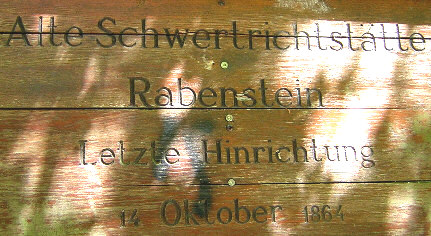 Alte Schwertrichtstätte
Rabenstein
Letzte Hinrichtung
14 Oktober 1864